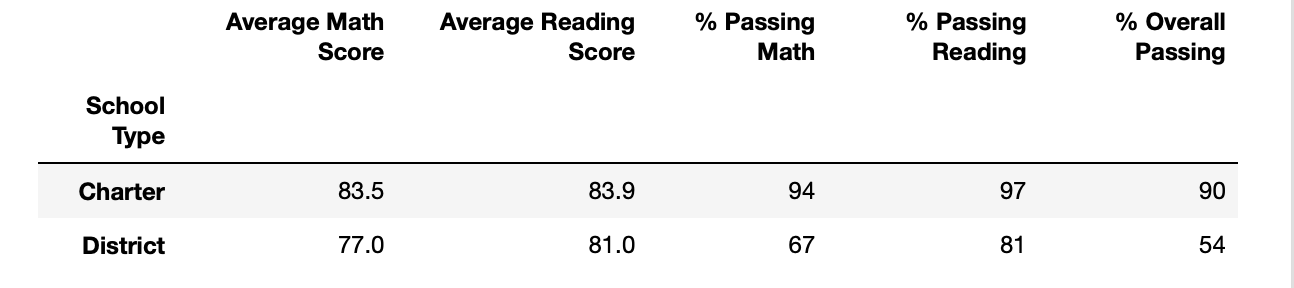 Average Math Average Reading % Passing % Passing % Overall
Score Score Math Reading Passing
School
Type
Charter 83.5 83.9 94 97 90
District 77.0 81.0 67 81 54